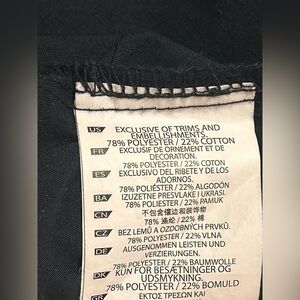 US EXCLUSIVE OF TRIMS AND
EMBELLISHMENTS.
78% POLYESTER / 22% COTTON
FR EXCLUSIF DE ORNEMENT ET DE
DECORATION.
78% POLYESTER / 22% COTON
ES EXCLUSIVO DEL RIBETE Y DE LOS
ADORNOS.
78% POLIÉSTER / 22% ALGODÓN
BA IZUZETNE PRESVLAKA I UKRASI.
78% POLYESTER / 22% PAMUK
CN 不包含镶边和装饰物
78% 涤纶 / 22% 棉
CZ BEZ LEMŮ A OZDOBNÝCH PRVKŮ.
78% POLYESTER / 22% VLNA
DE AUSGENOMMEN LEISTEN UND
VERZIERUNGEN.
78% POLYESTER / 22% BAUMWOLLE
DK KUN FOR BESÆTNINGER OG
UDSMYKNING.
78% POLYESTER / 22% BOMULD
GR ΕΚΤΟΣ ΤΡΕΣΩΝ ΚΑΙ